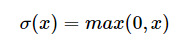 σ(x) = max(0, x)